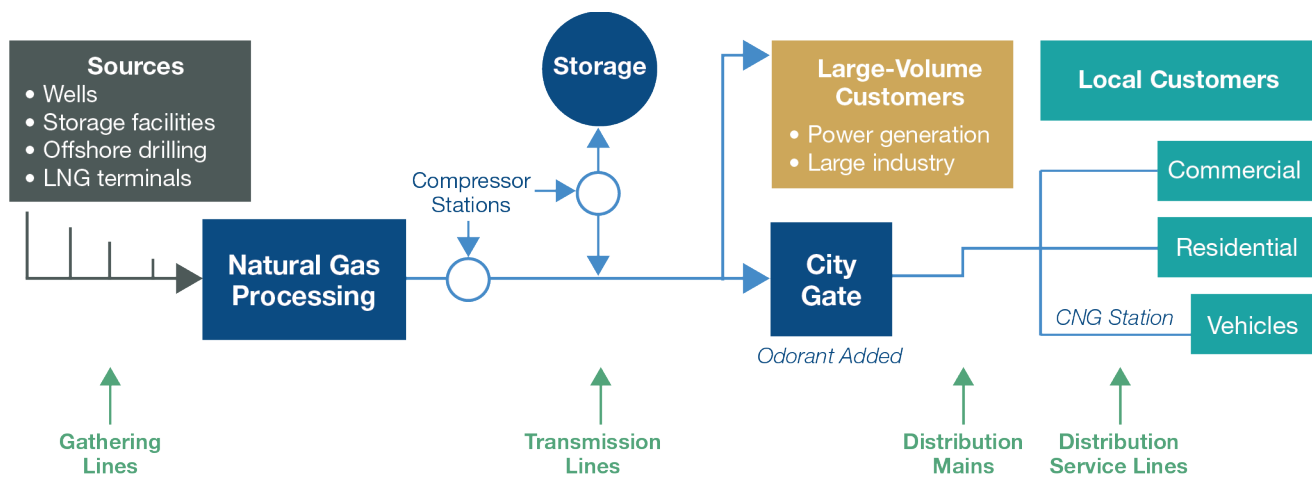 Sources
• Wells
• Storage facilities
• Offshore drilling
• LNG terminals
Natural Gas
Processing
Compressor
Stations
Storage
Large-Volume
Customers
• Power generation
• Large industry
City
Gate
Odorant Added
Local Customers
Commercial
Residential
CNG Station
Vehicles
Gathering
Lines
Transmission
Lines
Distribution
Mains
Distribution
Service Lines